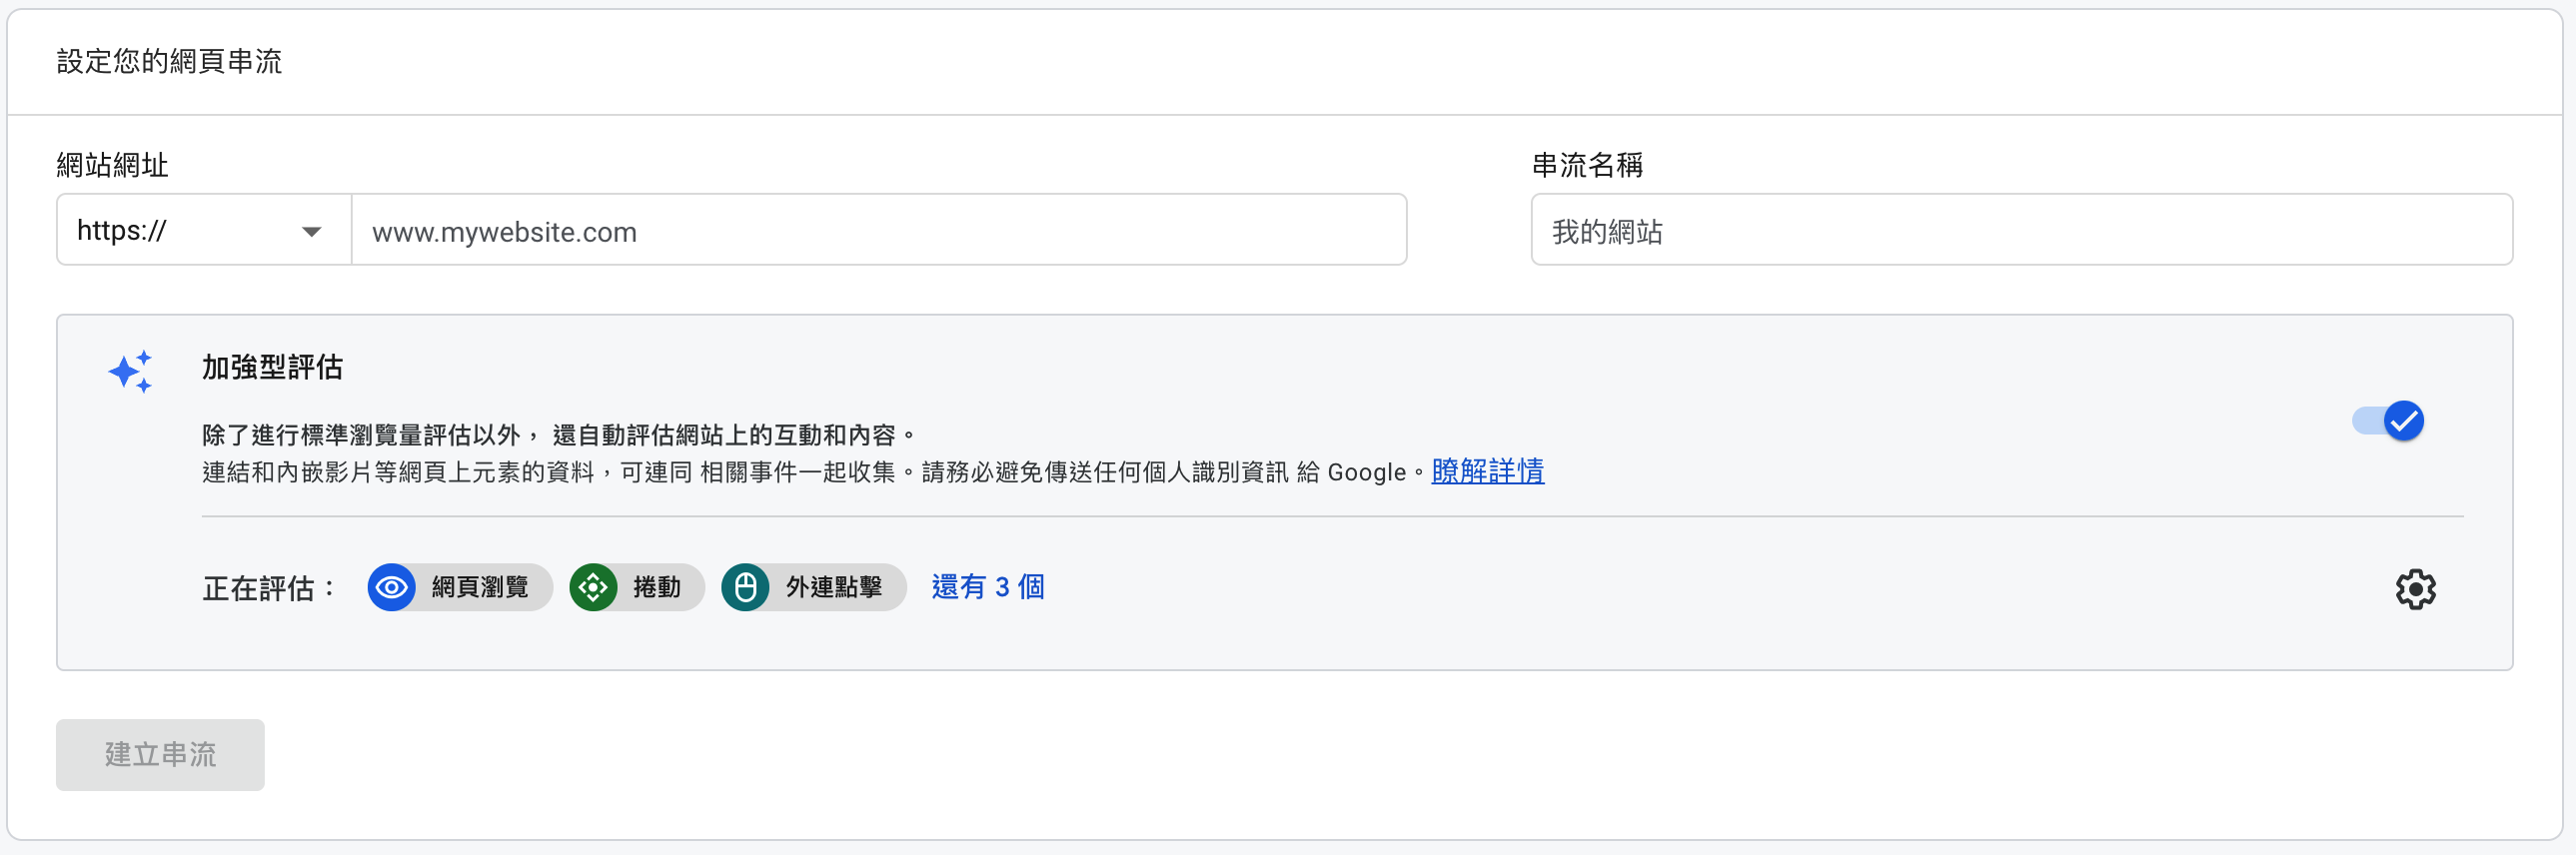 設定您的網頁串流
網站網址
串流名稱
https://
www.mywebsite.com
我的網站
加強型評估
除了進行標準瀏覽量評估以外， 還自動評估網站上的互動和內容。
連結和內嵌影片等網頁上元素的資料，可連同 相關事件一起收集。請務必避免傳送任何個人識別資訊 給 Google。瞭解詳情
正在評估： 網頁瀏覽 捲動 外連點擊 還有 3 個
建立串流